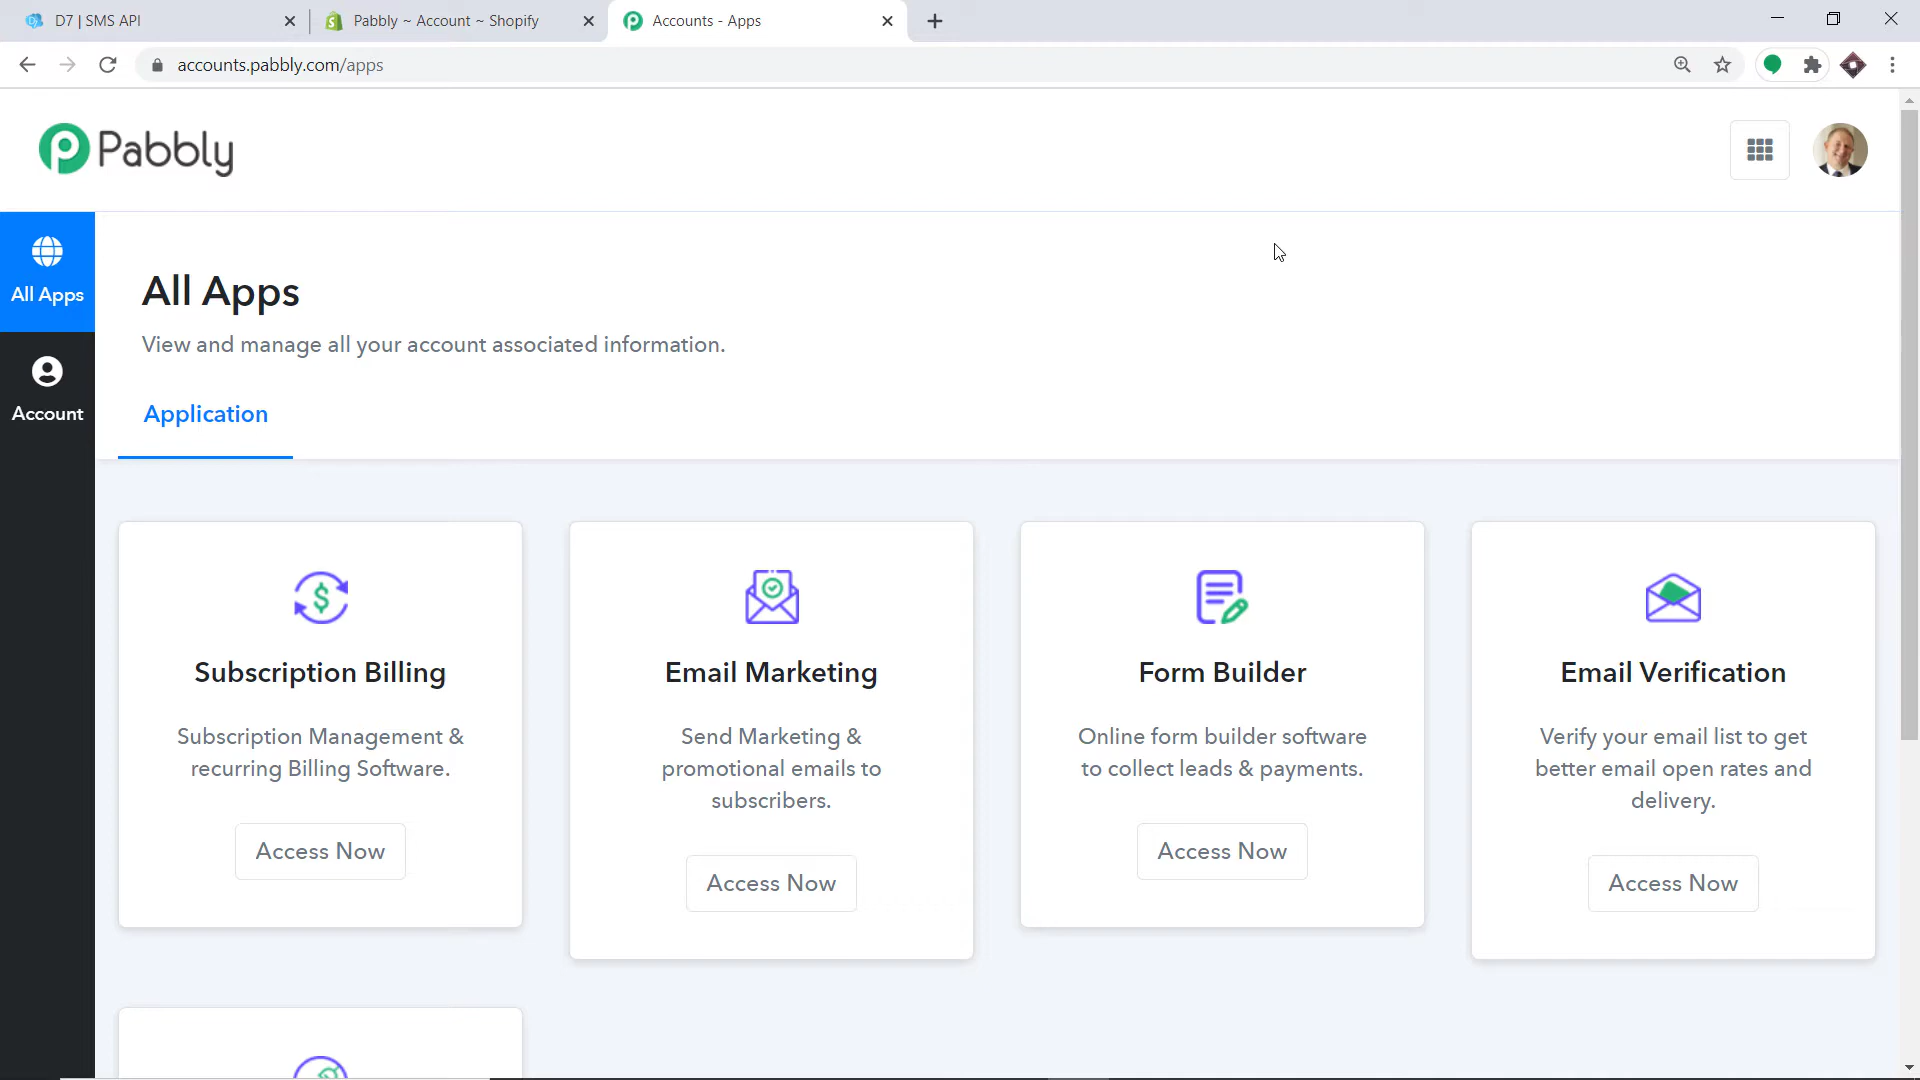 D7 | SMS API
Pabbly ~ Account ~ Shopify
Accounts - Apps
accounts.pabbly.com/apps
Pabbly
All Apps
Account
All Apps
View and manage all your account associated information.
Application
Subscription Billing
Subscription Management &
recurring Billing Software.
Access Now
Email Marketing
Send Marketing &
promotional emails to
subscribers.
Access Now
Form Builder
Online form builder software
to collect leads & payments.
Access Now
Email Verification
Verify your email list to get
better email open rates and
delivery.
Access Now